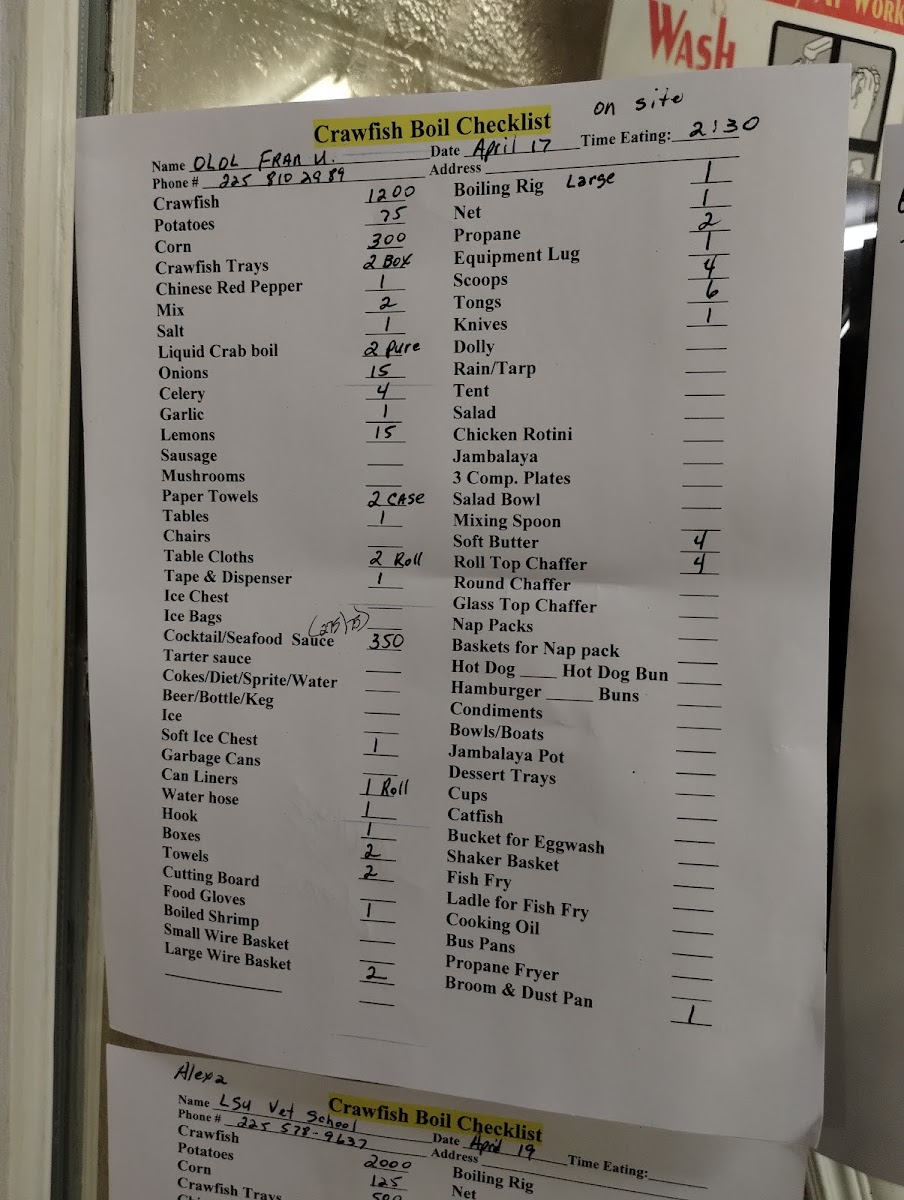 WASH
WORK
on site
Crawfish Boil Checklist
Name OLOL FRAN U. Date April 17 Time Eating: 2:30
Phone # 225 810 2989 Address
Crawfish 1200 Boiling Rig Large 1
Potatoes 75 Net 1
Corn 300 Propane 2
Crawfish Trays 2 Box Equipment Lug 1
Chinese Red Pepper 1 Scoops 4
Mix 2 Tongs 6
Salt 1 Knives 1
Liquid Crab boil 2 pure Dolly
Onions 15 Rain/Tarp
Celery 4 Tent
Garlic 1 Salad
Lemons 15 Chicken Rotini
Sausage Jambalaya
Mushrooms 3 Comp. Plates
Paper Towels 2 CASE Salad Bowl
Tables 1 Mixing Spoon
Chairs Soft Butter 4
Table Cloths 2 Roll Roll Top Chaffer 4
Tape & Dispenser 1 Round Chaffer
Ice Chest Glass Top Chaffer
Ice Bags Nap Packs
Cocktail/Seafood Sauce (275)(75) 350 Baskets for Nap pack
Tarter sauce Hot Dog ____ Hot Dog Bun
Cokes/Diet/Sprite/Water Hamburger _____ Buns
Beer/Bottle/Keg Condiments
Ice Bowls/Boats
Soft Ice Chest 1 Jambalaya Pot
Garbage Cans Dessert Trays
Can Liners 1 Roll Cups
Water hose 1 Catfish
Hook 1 Bucket for Eggwash
Boxes 2 Shaker Basket
Towels 2 Fish Fry
Cutting Board Ladle for Fish Fry
Food Gloves 1 Cooking Oil
Boiled Shrimp Bus Pans
Small Wire Basket Propane Fryer
Large Wire Basket 2 Broom & Dust Pan 1
Alexa
Crawfish Boil Checklist
Name LSU Vet School Date April 19 Time Eating:
Phone # 225 578-9637 Address
Crawfish 2000 Boiling Rig
Potatoes 125 Net
Corn 500
Crawfish Trays